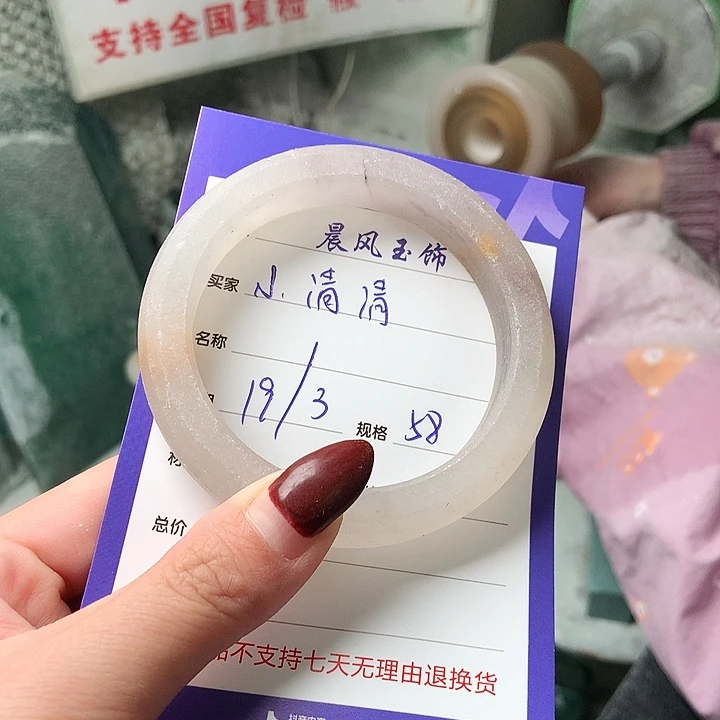 支持全国复检
晨风玉饰
买家 小清清
名称
19/3 规格 58
总价
不支持七天无理由退换货